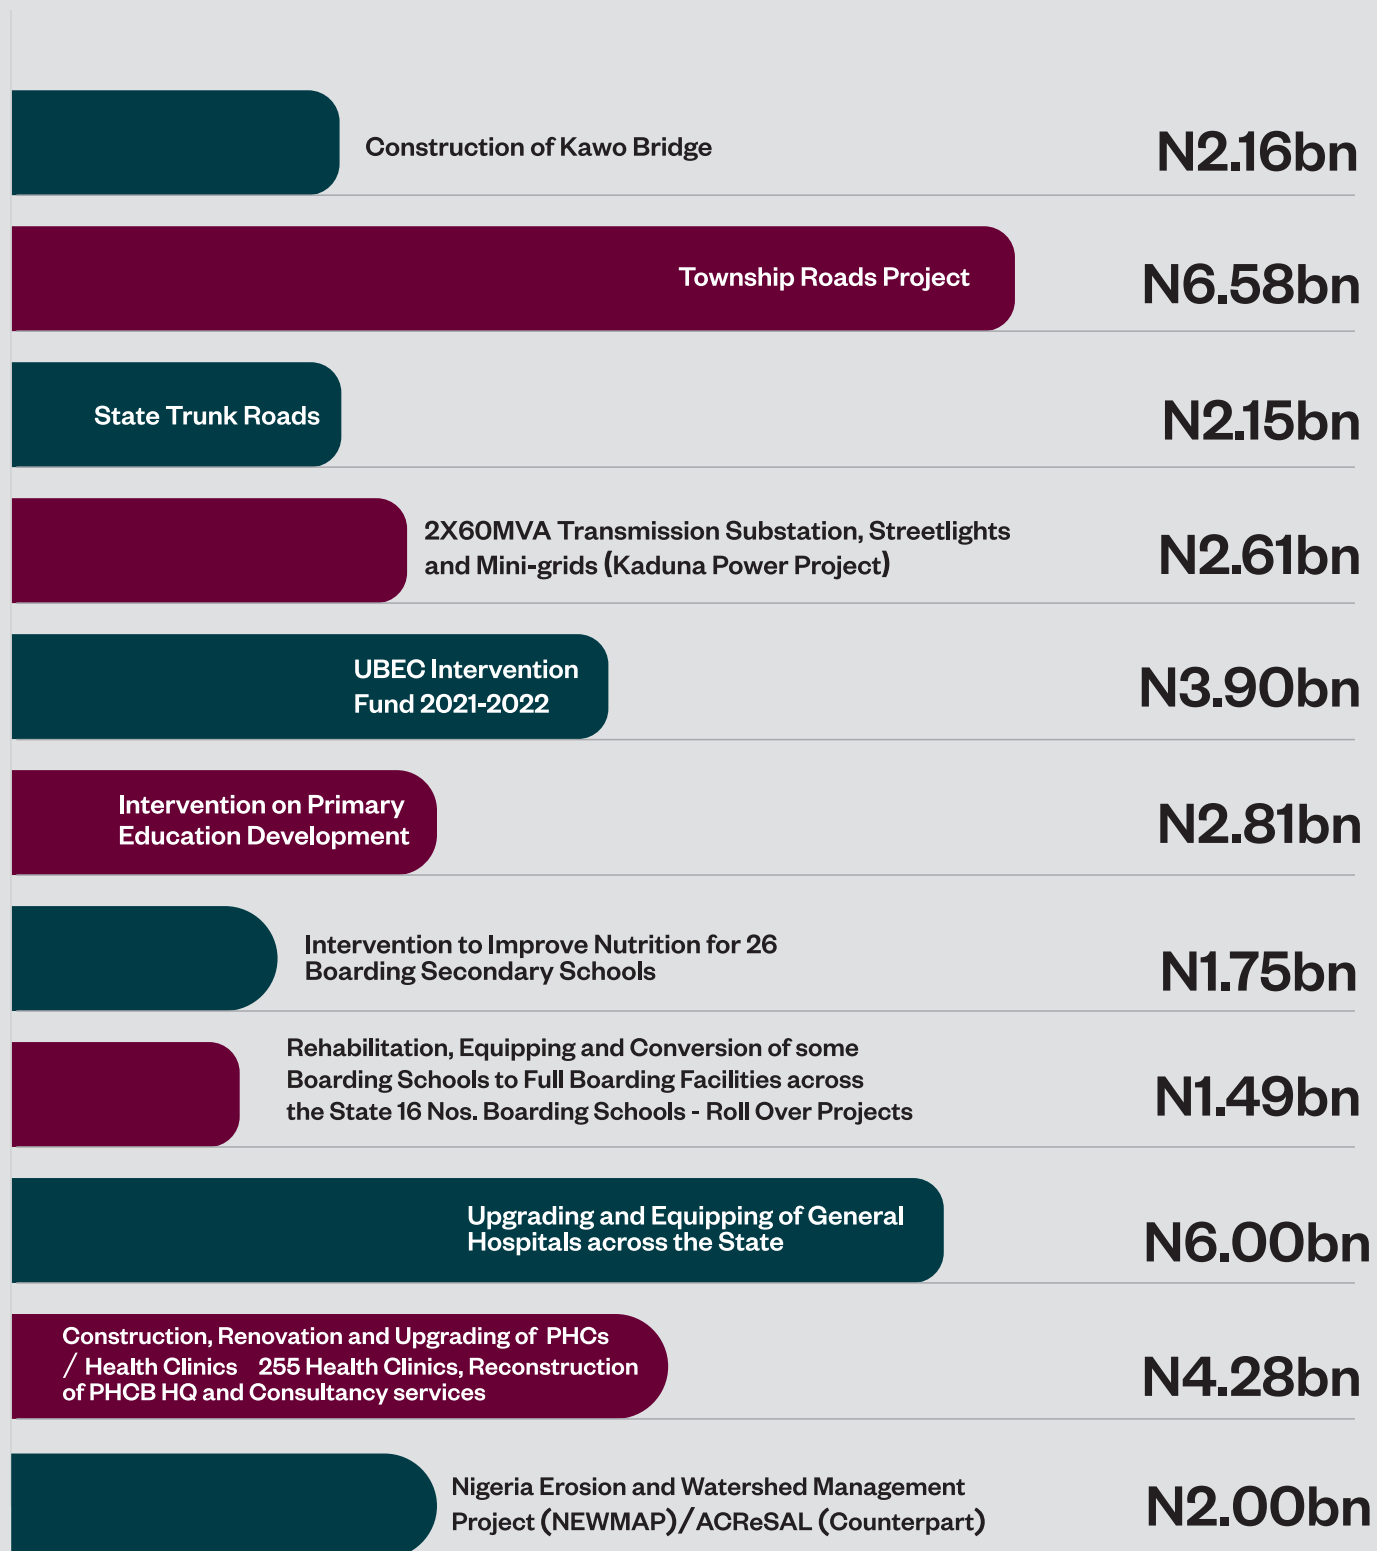 Construction of Kawo Bridge
N2.16bn
Township Roads Project
N6.58bn
State Trunk Roads
N2.15bn
2X60MVA Transmission Substation, Streetlights
and Mini-grids (Kaduna Power Project)
N2.61bn
UBEC Intervention
Fund 2021-2022
N3.90bn
Intervention on Primary
Education Development
N2.81bn
Intervention to Improve Nutrition for 26
Boarding Secondary Schools
N1.75bn
Rehabilitation, Equipping and Conversion of some
Boarding Schools to Full Boarding Facilities across
the State 16 Nos. Boarding Schools - Roll Over Projects
N1.49bn
Upgrading and Equipping of General
Hospitals across the State
N6.00bn
Construction, Renovation and Upgrading of PHCs
/ Health Clinics 255 Health Clinics, Reconstruction
of PHCB HQ and Consultancy services
N4.28bn
Nigeria Erosion and Watershed Management
Project (NEWMAP)/ACReSAL (Counterpart)
N2.00bn